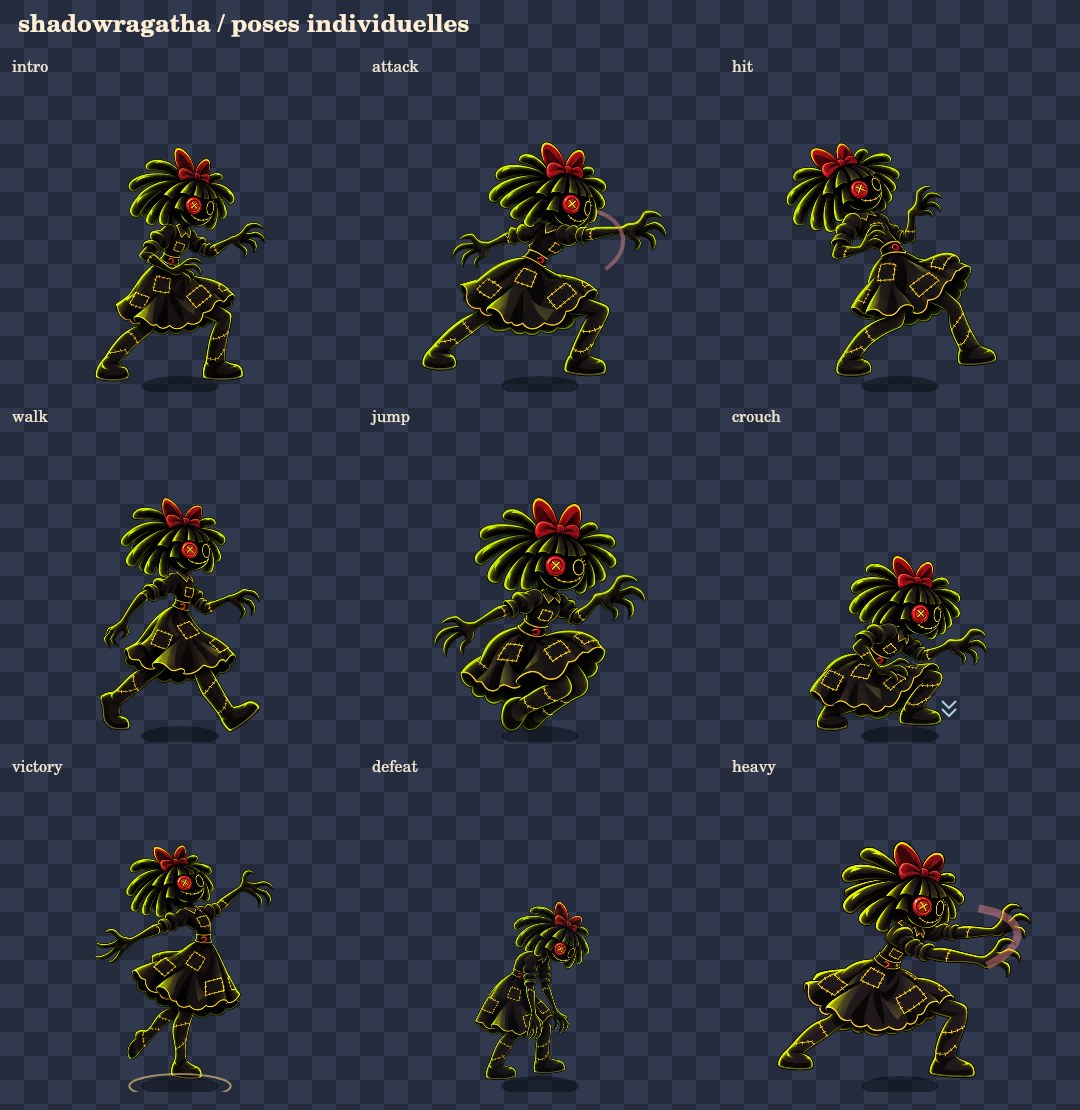 shadowragatha / poses individuelles
intro
attack
hit
walk
jump
crouch
victory
defeat
heavy